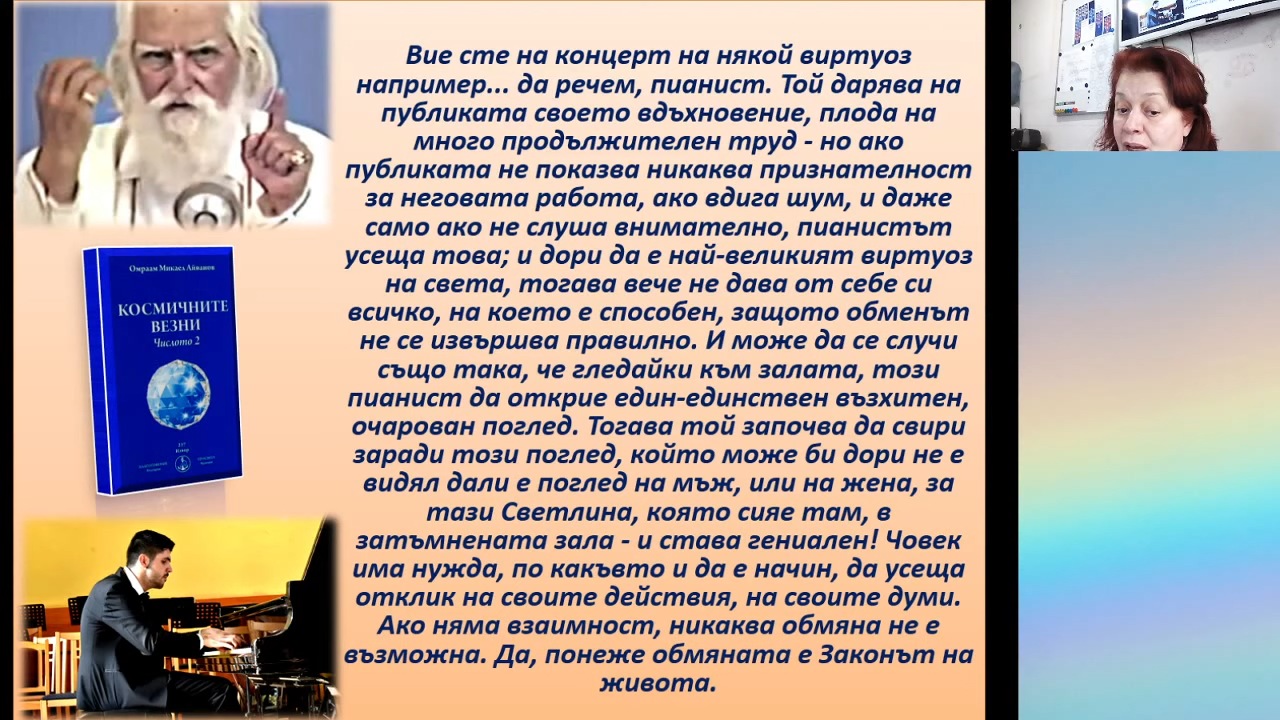 Вие сте на концерт на някой виртуоз
например... да речем, пианист. Той дарява на
публиката своето вдъхновение, плода на
много продължителен труд - но ако
публиката не показва никаква признателност
за неговата работа, ако вдига шум, и даже
само ако не слуша внимателно, пианистът
усеща това; и дори да е най-великият виртуоз
на света, тогава вече не дава от себе си
всичко, на което е способен, защото обменът
не се извършва правилно. И може да се случи
също така, че гледайки към залата, този
пианист да открие един-единствен възхитен,
очарован поглед. Тогава той започва да свири
заради този поглед, който може би дори не е
видял дали е поглед на мъж, или на жена, за
тази Светлина, която сияе там, в
затъмнената зала - и става гениален! Човек
има нужда, по какъвто и да е начин, да усеща
отклик на своите действия, на своите думи.
Ако няма взаимност, никаква обмяна не е
възможна. Да, понеже обмяната е Законът на
живота.
Омраам Микаел Айванов
КОСМИЧНИТЕ
ВЕЗНИ
Числото 2